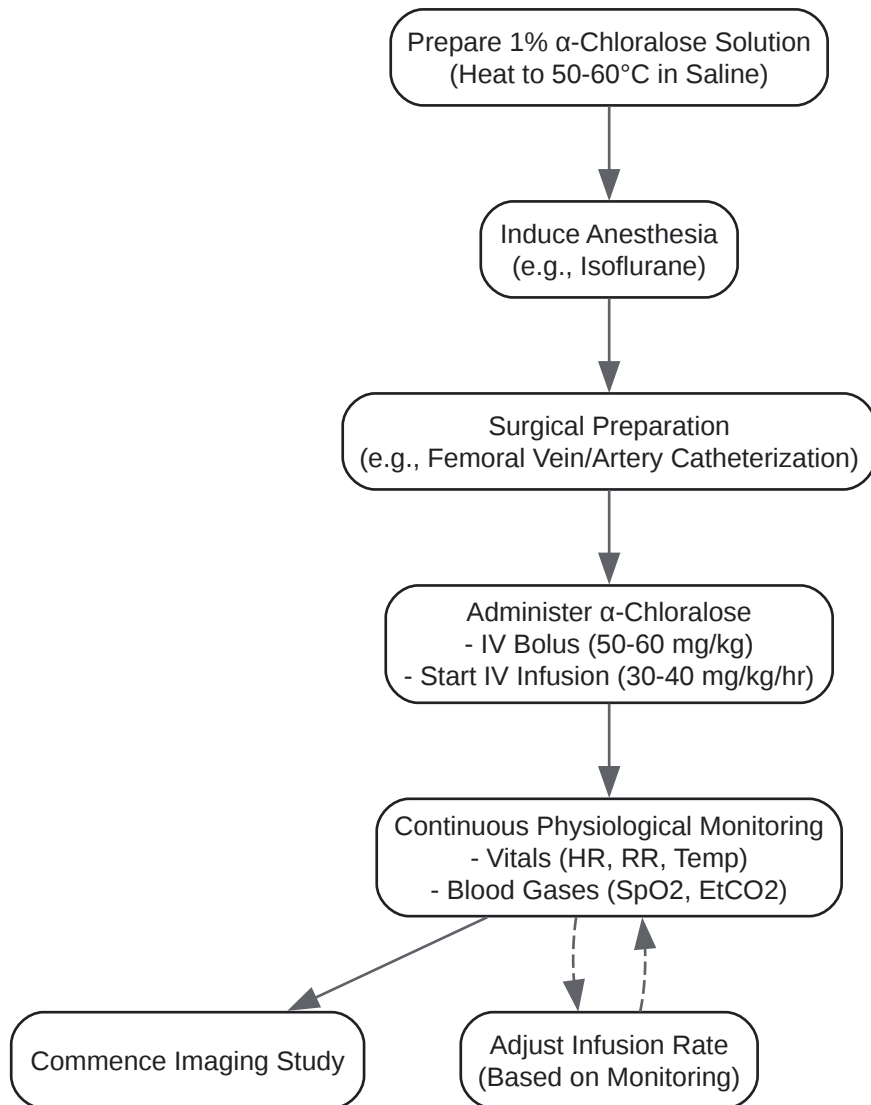 Prepare 1% α-Chloralose Solution
(Heat to 50-60°C in Saline)
Induce Anesthesia
(e.g., Isoflurane)
Surgical Preparation
(e.g., Femoral Vein/Artery Catheterization)
Administer α-Chloralose
- IV Bolus (50-60 mg/kg)
- Start IV Infusion (30-40 mg/kg/hr)
Continuous Physiological Monitoring
- Vitals (HR, RR, Temp)
- Blood Gases (SpO2, EtCO2)
Commence Imaging Study
Adjust Infusion Rate
(Based on Monitoring)